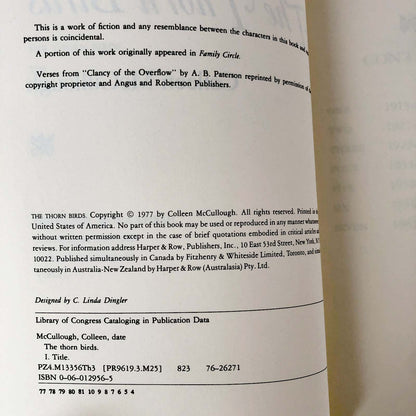 This is a work of fiction and any resemblance between the characters in this book and
persons is coincidental.
A portion of this work originally appeared in Family Circle.
Verses from "Clancy of the Overflow" by A. B. Paterson reprinted by permission of
copyright proprietor and Angus and Robertson Publishers.
THE THORN BIRDS. Copyright © 1977 by Colleen McCullough. All rights reserved. Printed in
United States of America. No part of this book may be used or reproduced in any manner
without written permission except in the case of brief quotations embodied in critical articles
reviews. For information address Harper & Row, Publishers, Inc., 10 East 53rd Street, New York, N.
10022. Published simultaneously in Canada by Fitzhenry & Whiteside Limited, Toronto, and
taneously in Australia-New Zealand by Harper & Row (Australasia) Pty. Ltd.
Designed by C. Linda Dingler
Library of Congress Cataloging in Publication Data
McCullough, Colleen, date
The thorn birds.
I. Title.
PZ4.M13356Th3 [PR9619.3.M25] 823 76-26271
ISBN 0-06-012956-5
77 78 79 80 81 10 9 8 7 6 5 4